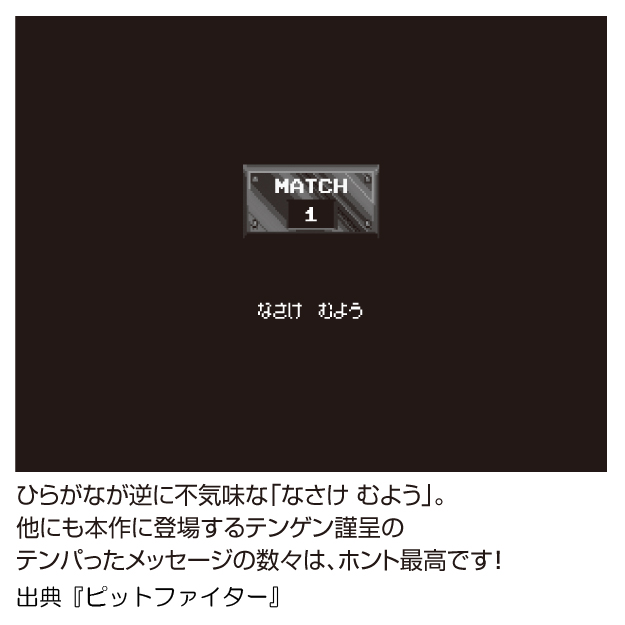 MATCH
1
なさけ むよう
ひらがなが逆に不気味な「なさけ むよう」。
他にも本作に登場するテンゲン謹呈の
テンパったメッセージの数々は、ホント最高です!
出典『ピットファイター』